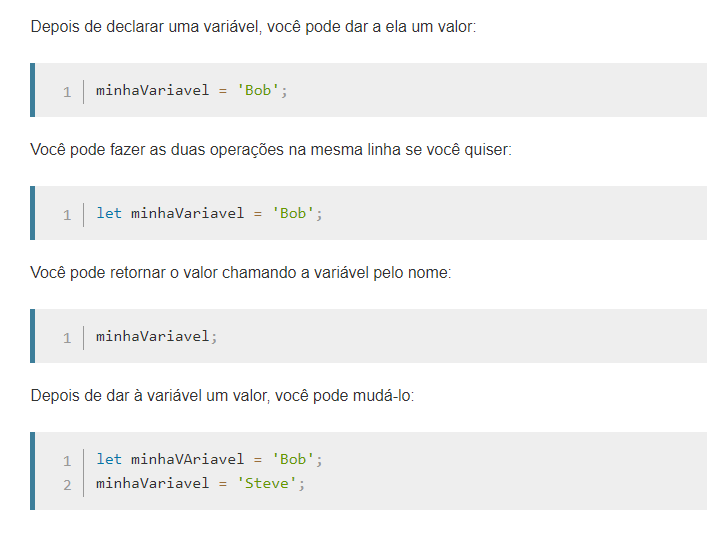 Depois de declarar uma variável, você pode dar a ela um valor:
1 minhaVariavel = 'Bob';
Você pode fazer as duas operações na mesma linha se você quiser:
1 let minhaVariavel = 'Bob';
Você pode retornar o valor chamando a variável pelo nome:
1 minhaVariavel;
Depois de dar à variável um valor, você pode mudá-lo:
1 let minhaVAriavel = 'Bob';
2 minhaVariavel = 'Steve';